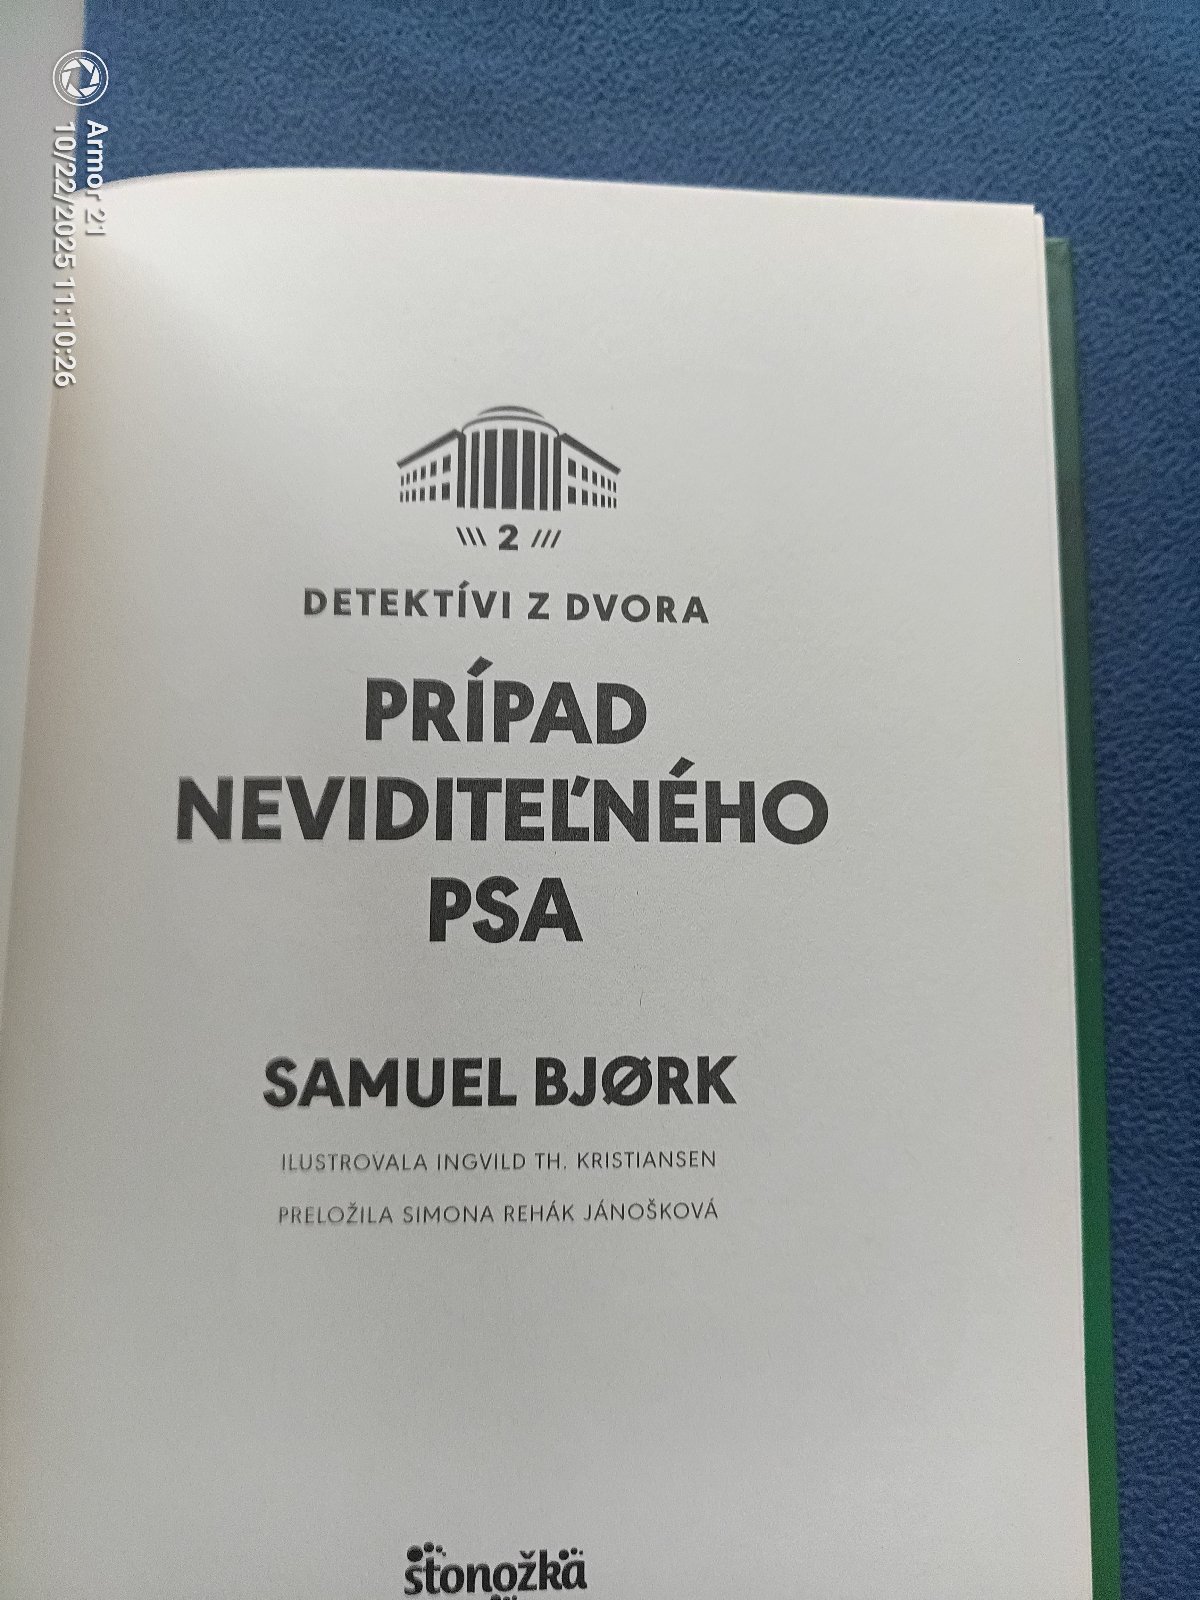 Armor 21
10/22/2025 11:10:26
\\\ 2 ///
DETEKTÍVI Z DVORA
PRÍPAD
NEVIDITEĽNÉHO
PSA
SAMUEL BJØRK
ILUSTROVALA INGVILD TH. KRISTIANSEN
PRELOŽILA SIMONA REHÁK JÁNOŠKOVÁ
stonožka